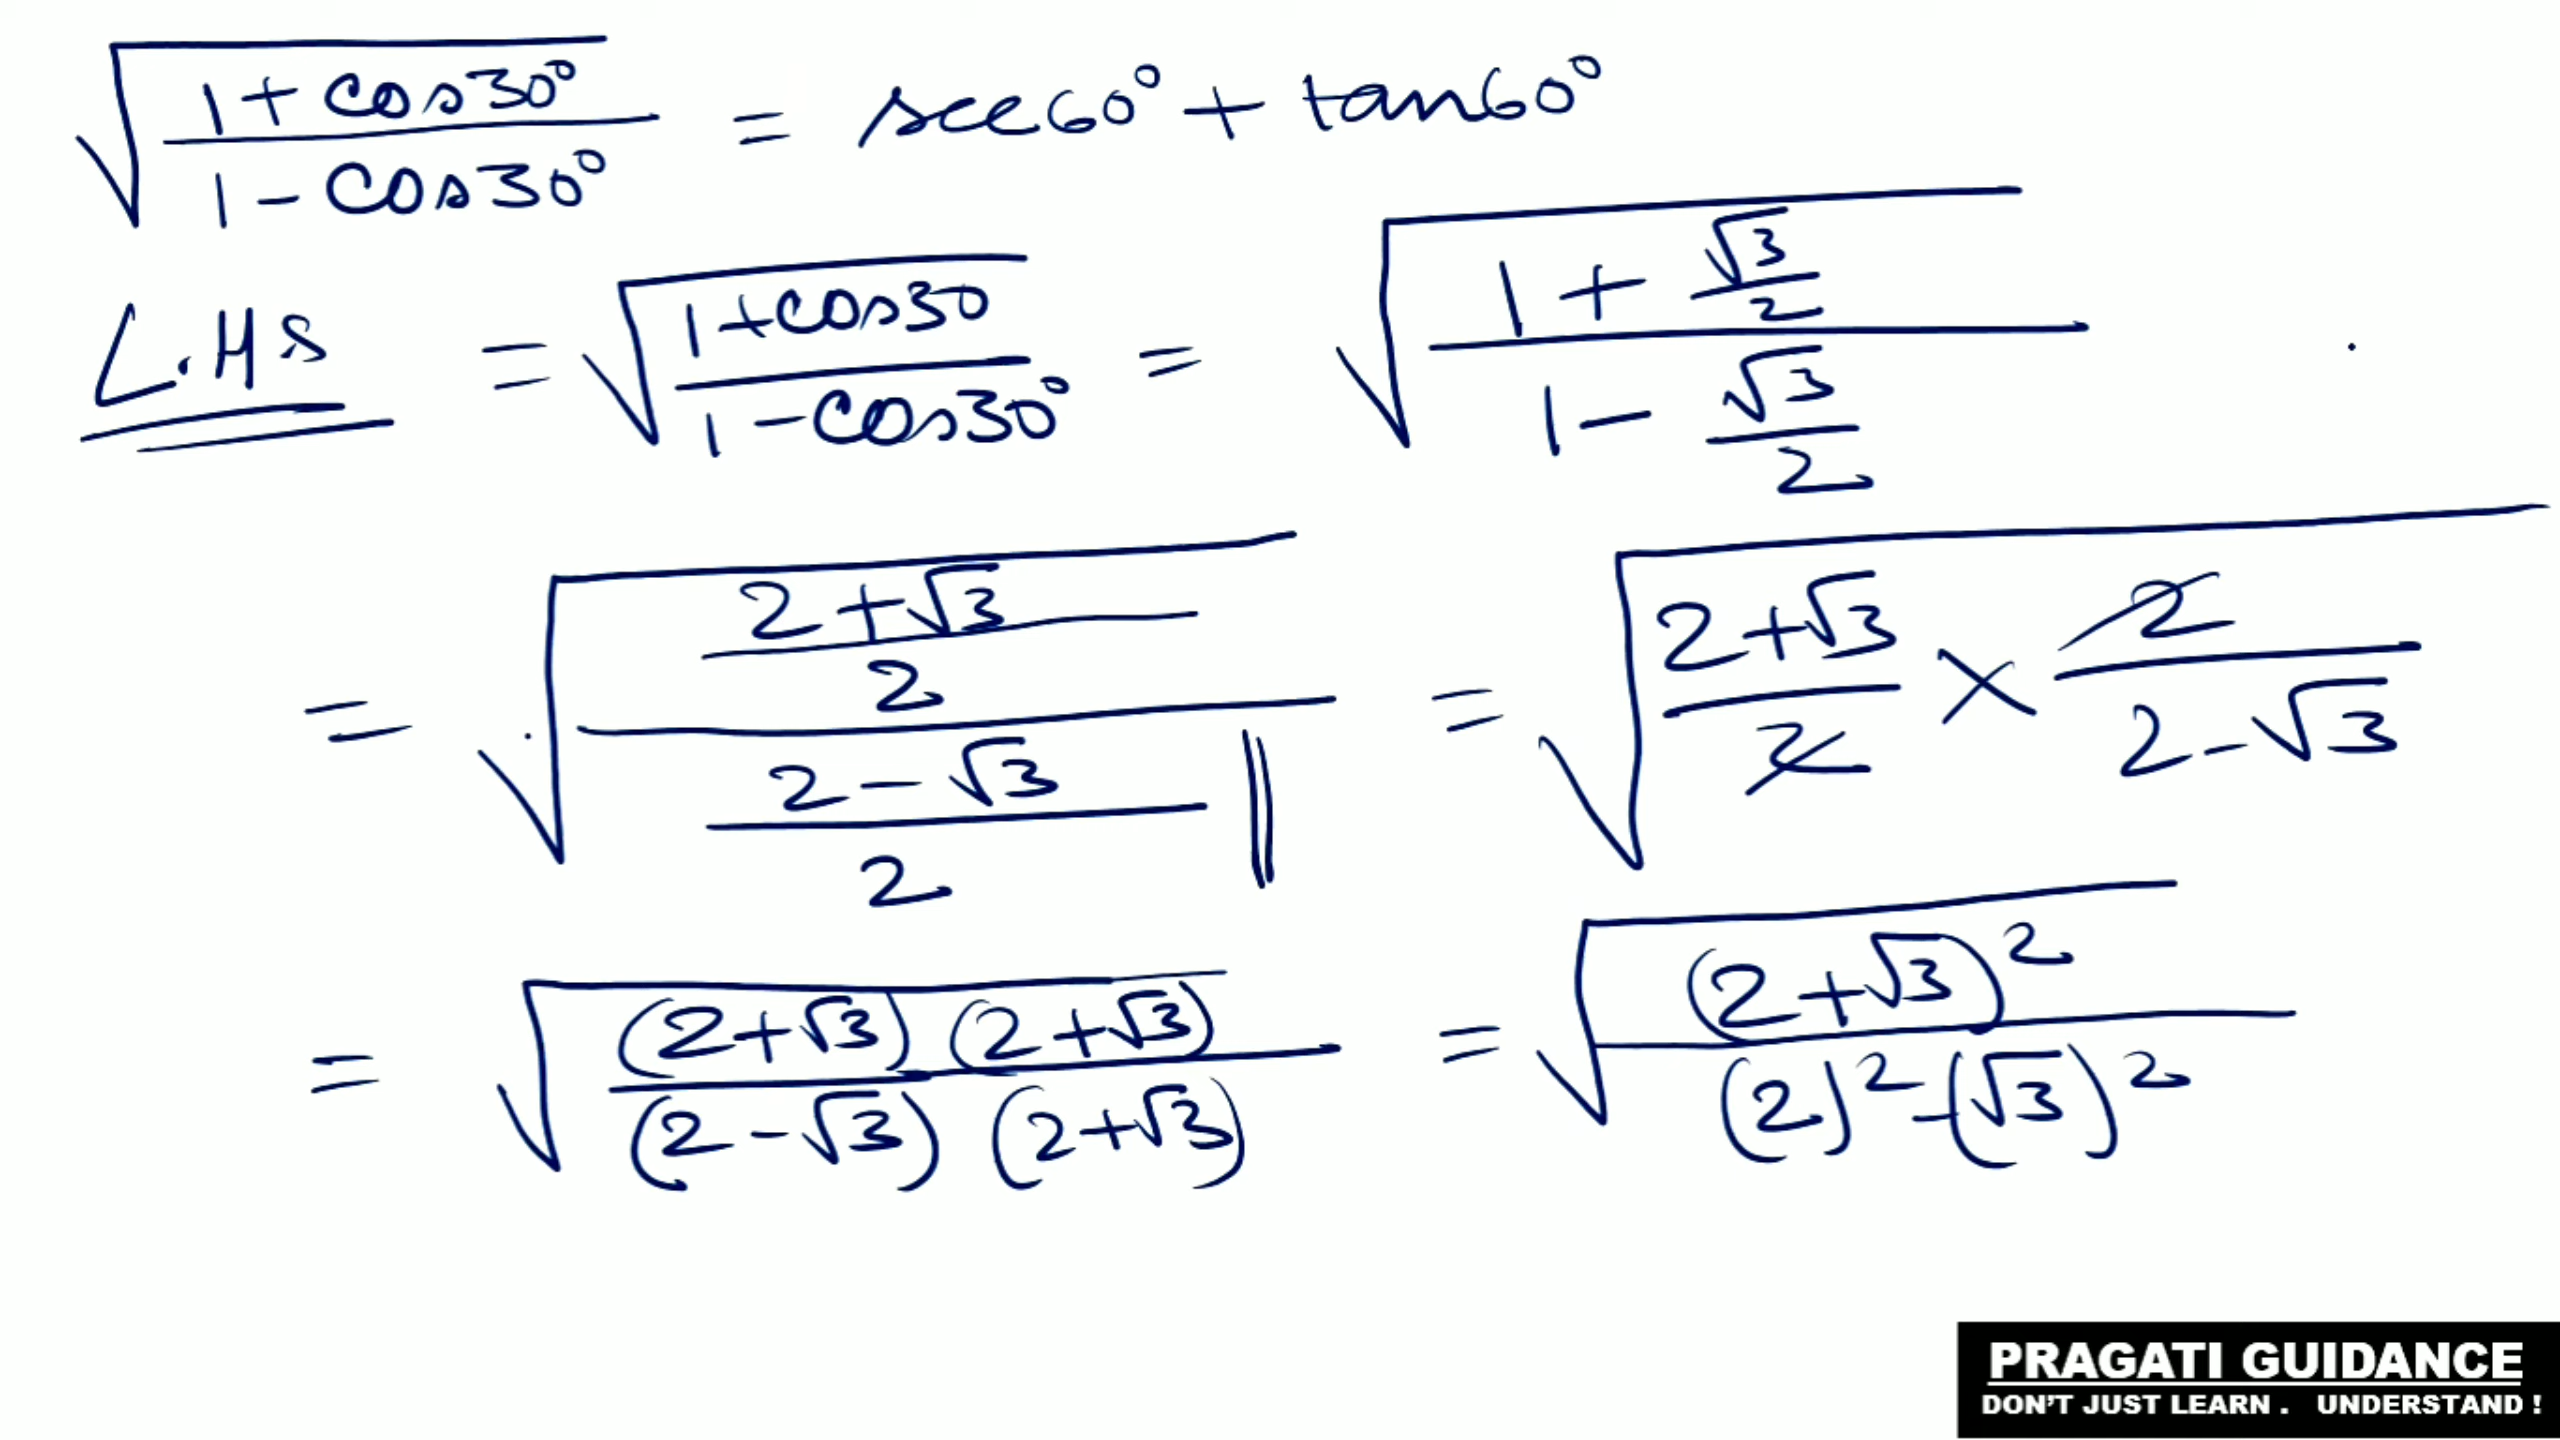 √((1 + cos30°)/(1 - cos30°)) = sec60° + tan60°
L.H.S = √((1+cos30)/(1-cos30°)) = √((1 + √3/2)/(1 - √3/2))
= √(((2+√3)/2)/((2-√3)/2)) = √((2+√3)/2 × 2/(2-√3))
= √((2+√3)(2+√3)/(2-√3)(2+√3)) = √((2+√3)²/((2)²-(√3)²))
PRAGATI GUIDANCE
DON'T JUST LEARN. UNDERSTAND!